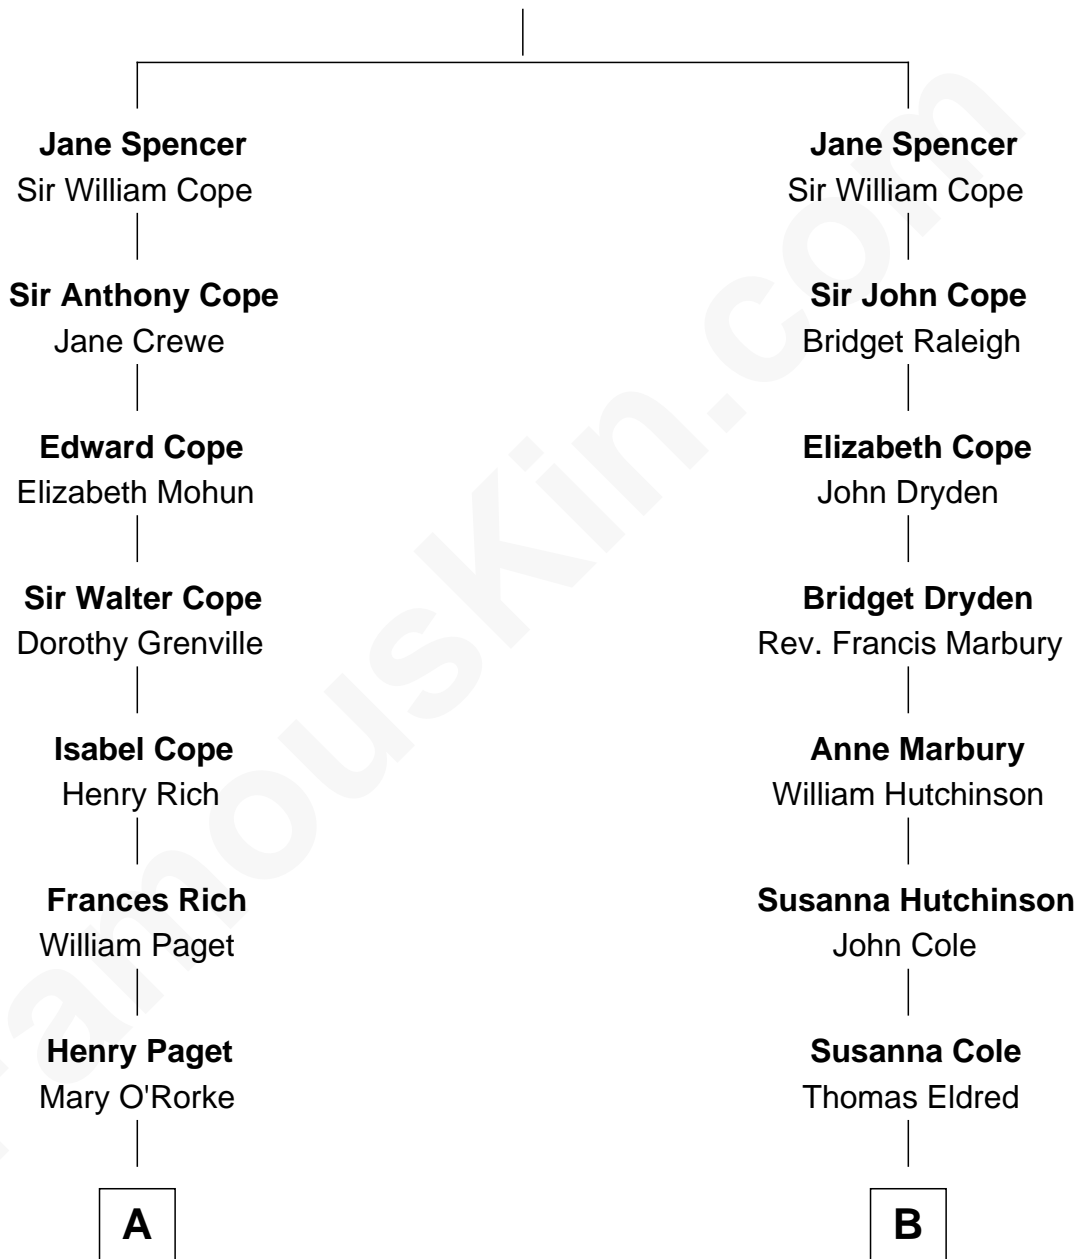 Jane Spencer
Sir William Cope
Sir Anthony Cope
Jane Crewe
Edward Cope
Elizabeth Mohun
Sir Walter Cope
Dorothy Grenville
Isabel Cope
Henry Rich
Frances Rich
William Paget
Henry Paget
Mary O'Rorke
A
Jane Spencer
Sir William Cope
Sir John Cope
Bridget Raleigh
Elizabeth Cope
John Dryden
Bridget Dryden
Rev. Francis Marbury
Anne Marbury
William Hutchinson
Susanna Hutchinson
John Cole
Susanna Cole
Thomas Eldred
B
FamousKin.com